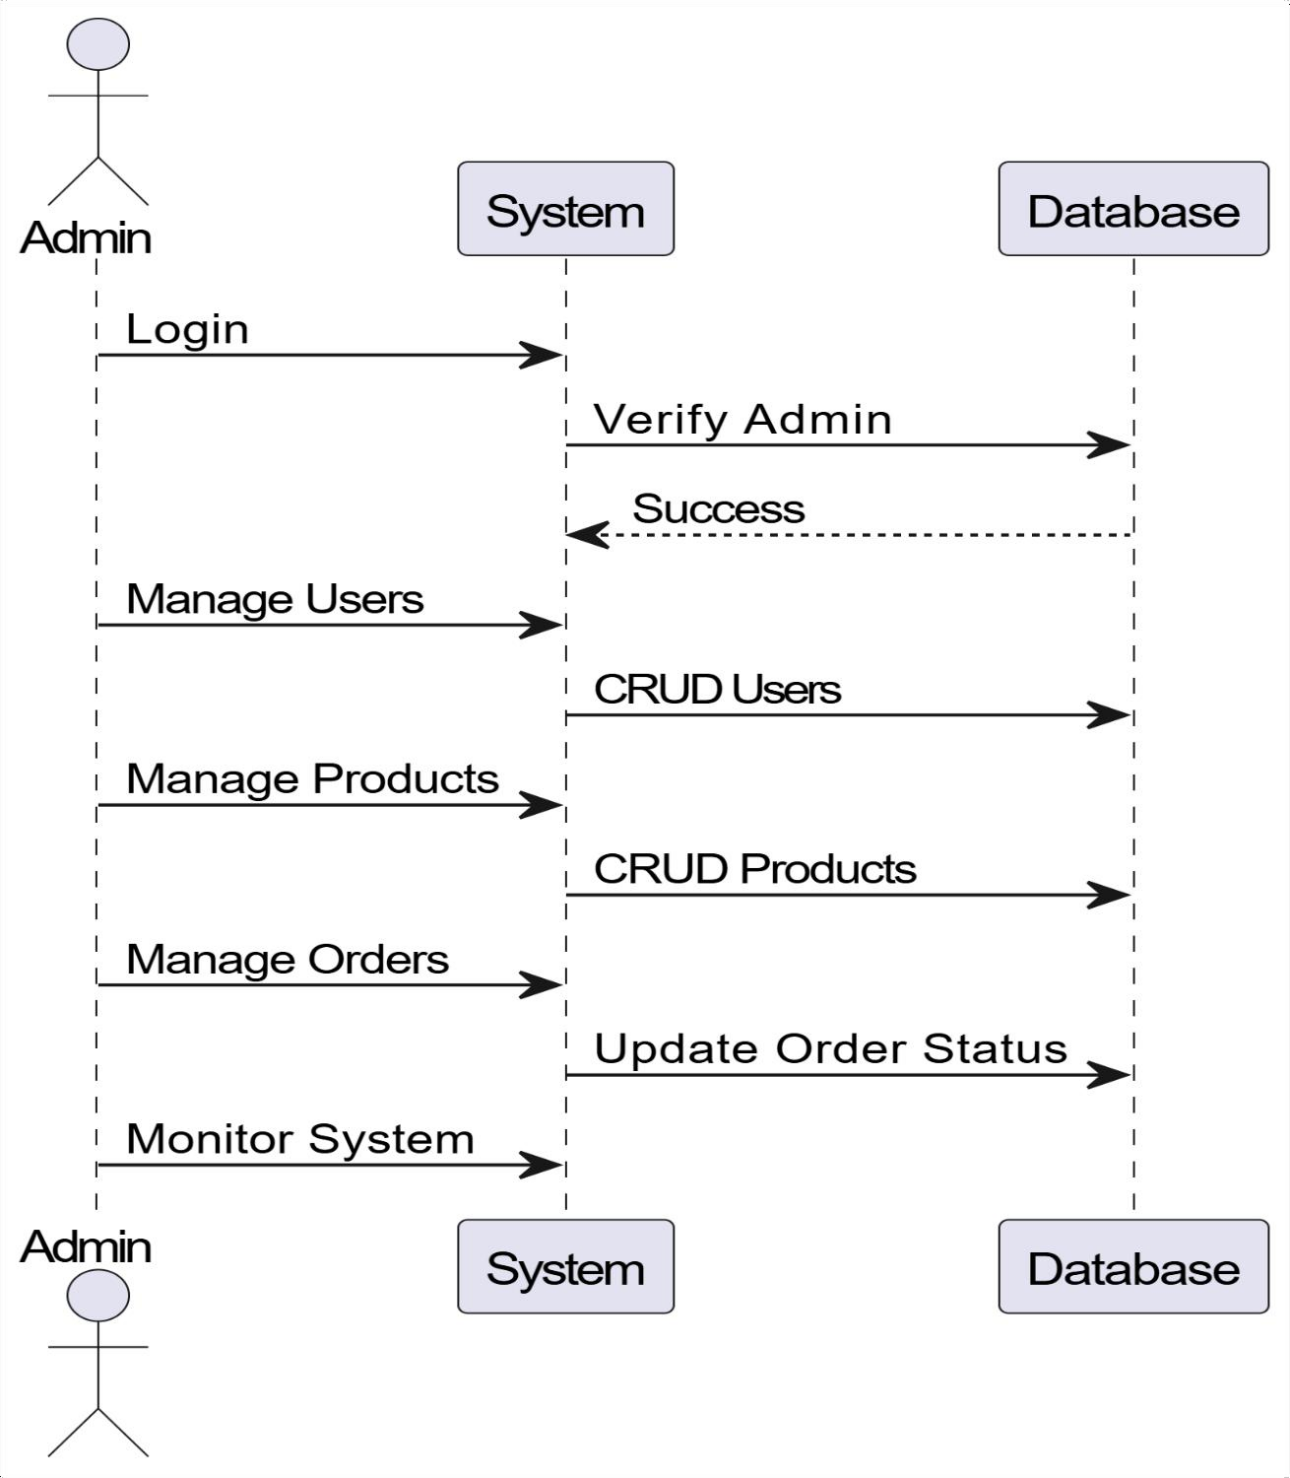 Admin
System
Database
Login
Verify Admin
Success
Manage Users
CRUD Users
Manage Products
CRUD Products
Manage Orders
Update Order Status
Monitor System
Admin
System
Database